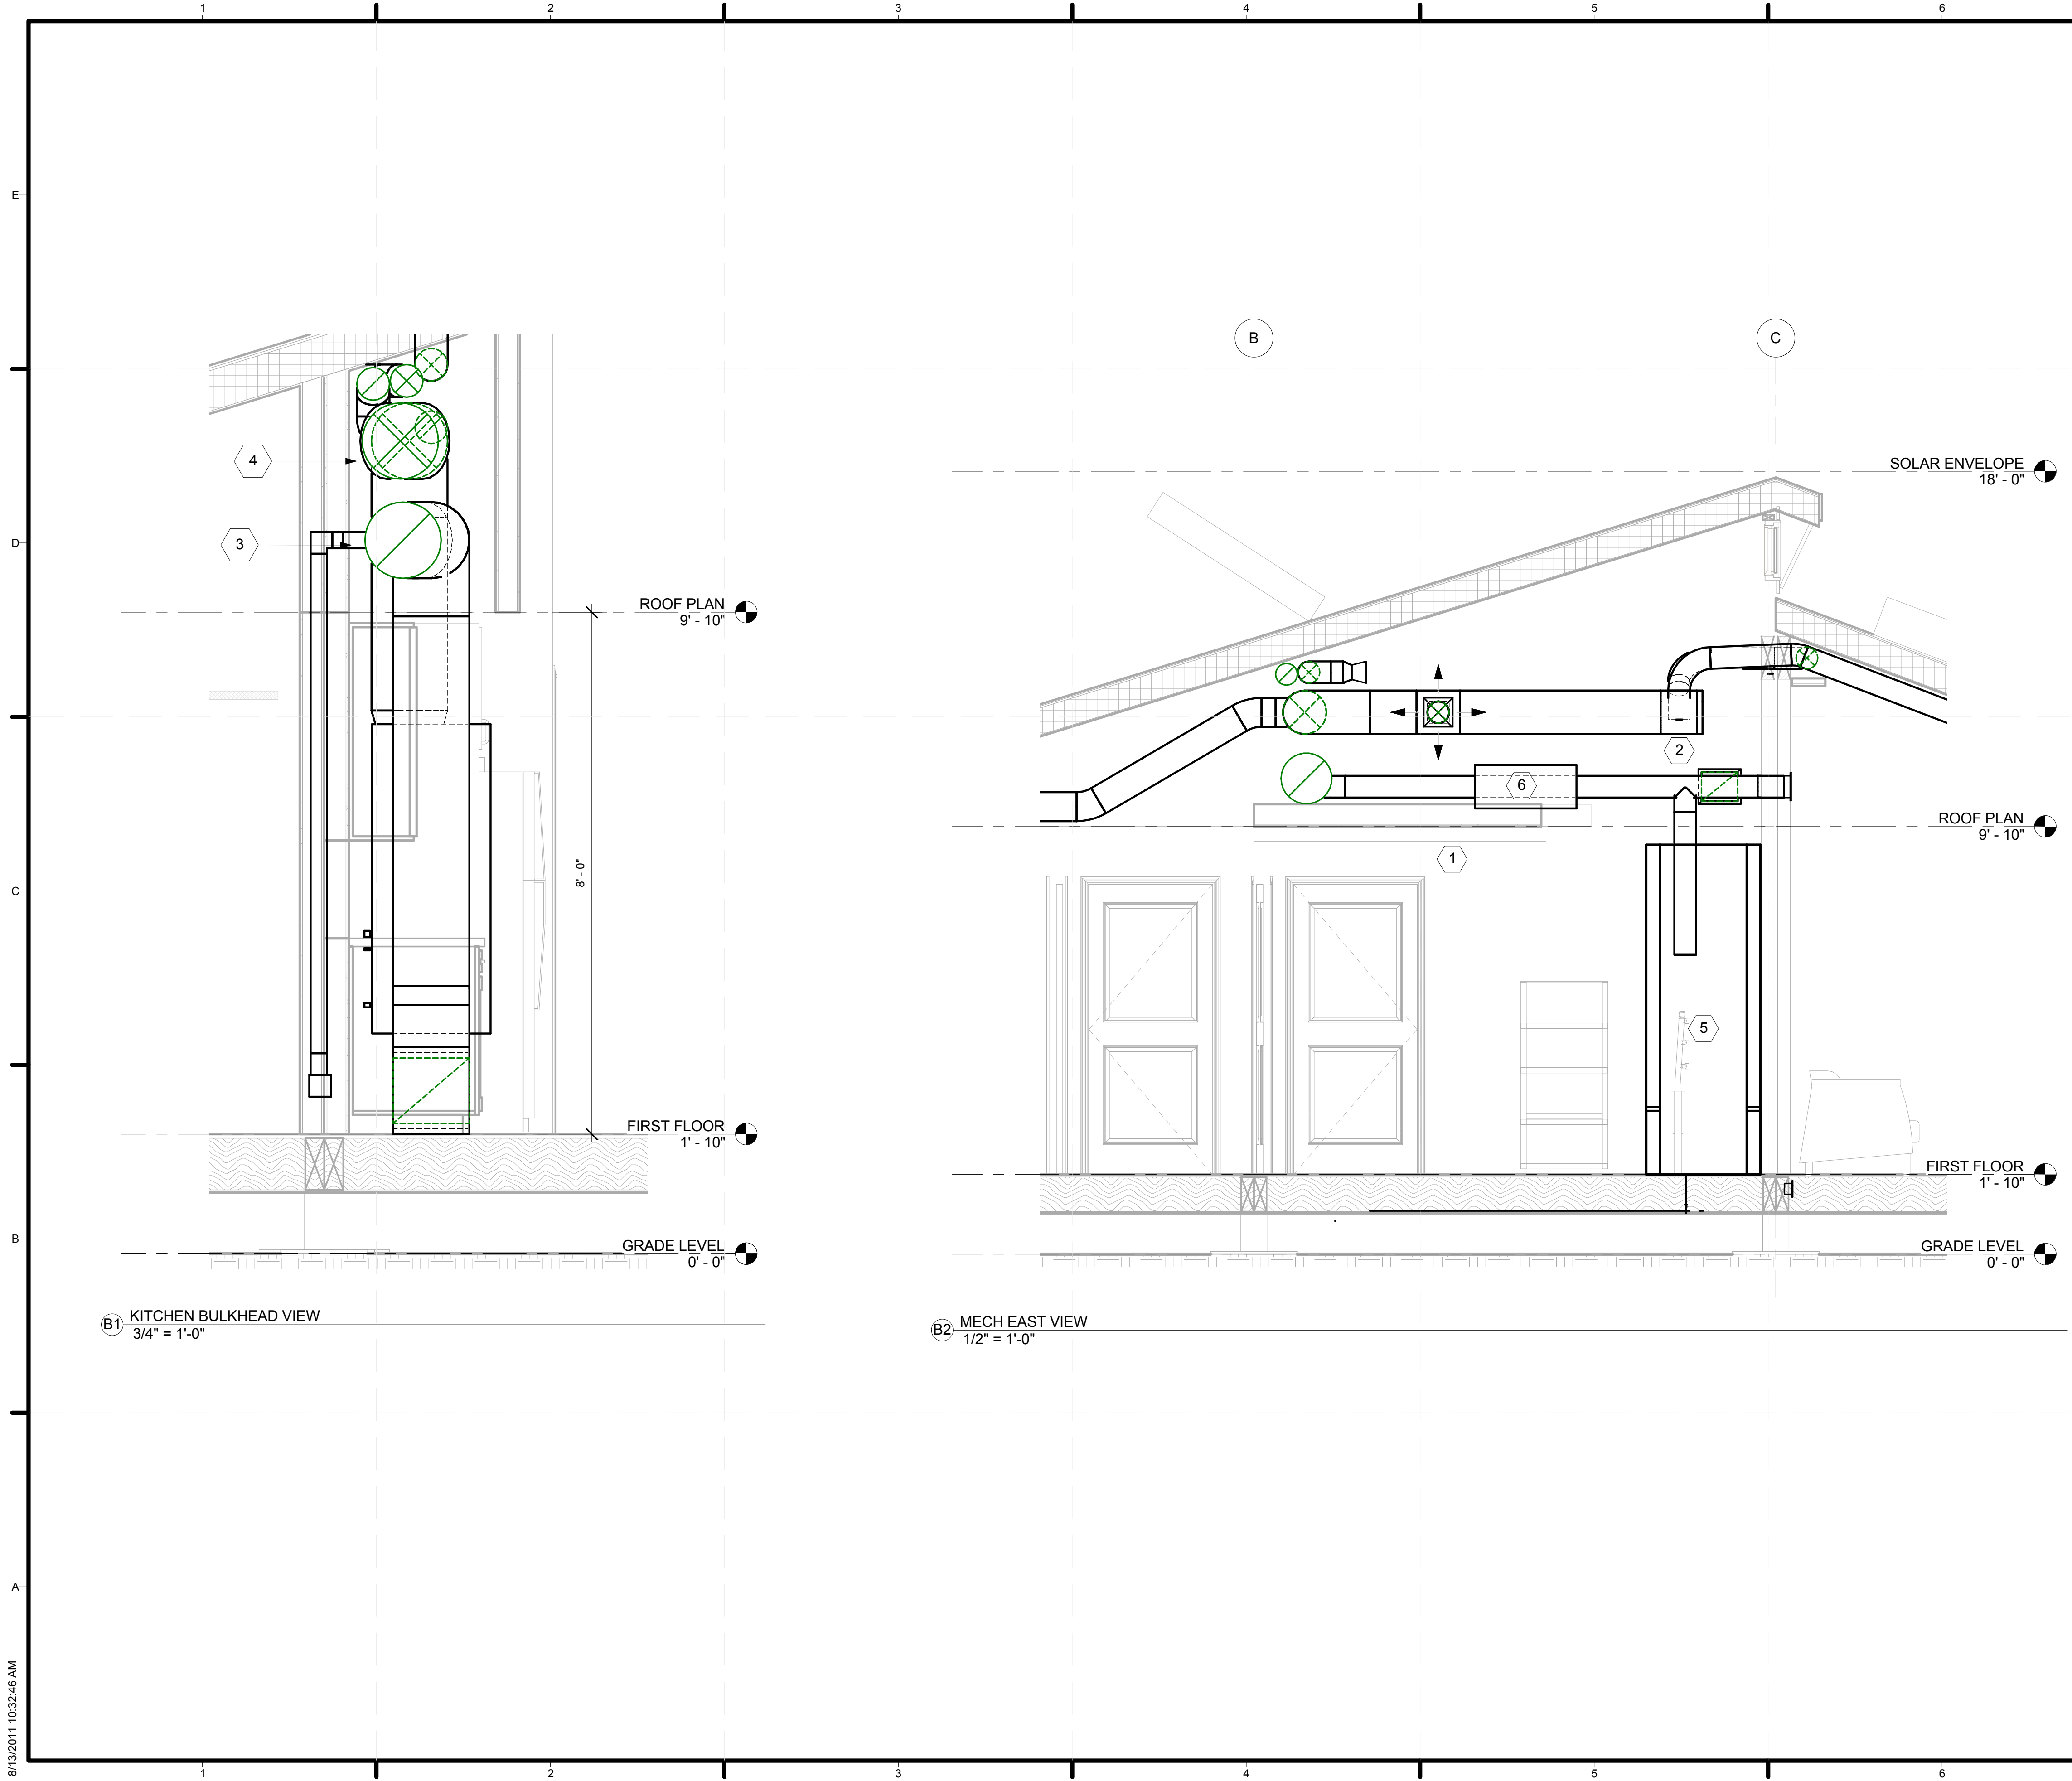 1 2 3 4 5 6
E
D
C
B
A
4
3
ROOF PLAN
9' - 10"
8' - 0"
FIRST FLOOR
1' - 10"
GRADE LEVEL
0' - 0"
B1 KITCHEN BULKHEAD VIEW
3/4" = 1'-0"
B C
SOLAR ENVELOPE
18' - 0"
2
6
ROOF PLAN
9' - 10"
1
5
FIRST FLOOR
1' - 10"
GRADE LEVEL
0' - 0"
B2 MECH EAST VIEW
1/2" = 1'-0"
8/13/2011 10:32:46 AM
1 2 3 4 5 6